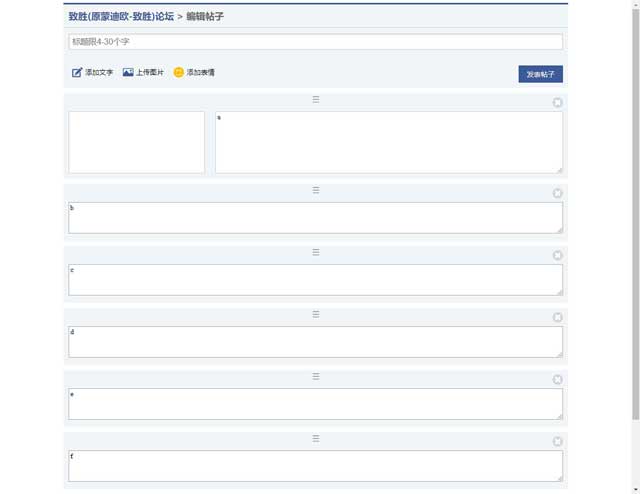 致胜(原蒙迪欧-致胜)论坛 > 编辑帖子
标题限4-30个字
添加文字 上传图片 添加表情 发表帖子
a
b
c
d
e
f